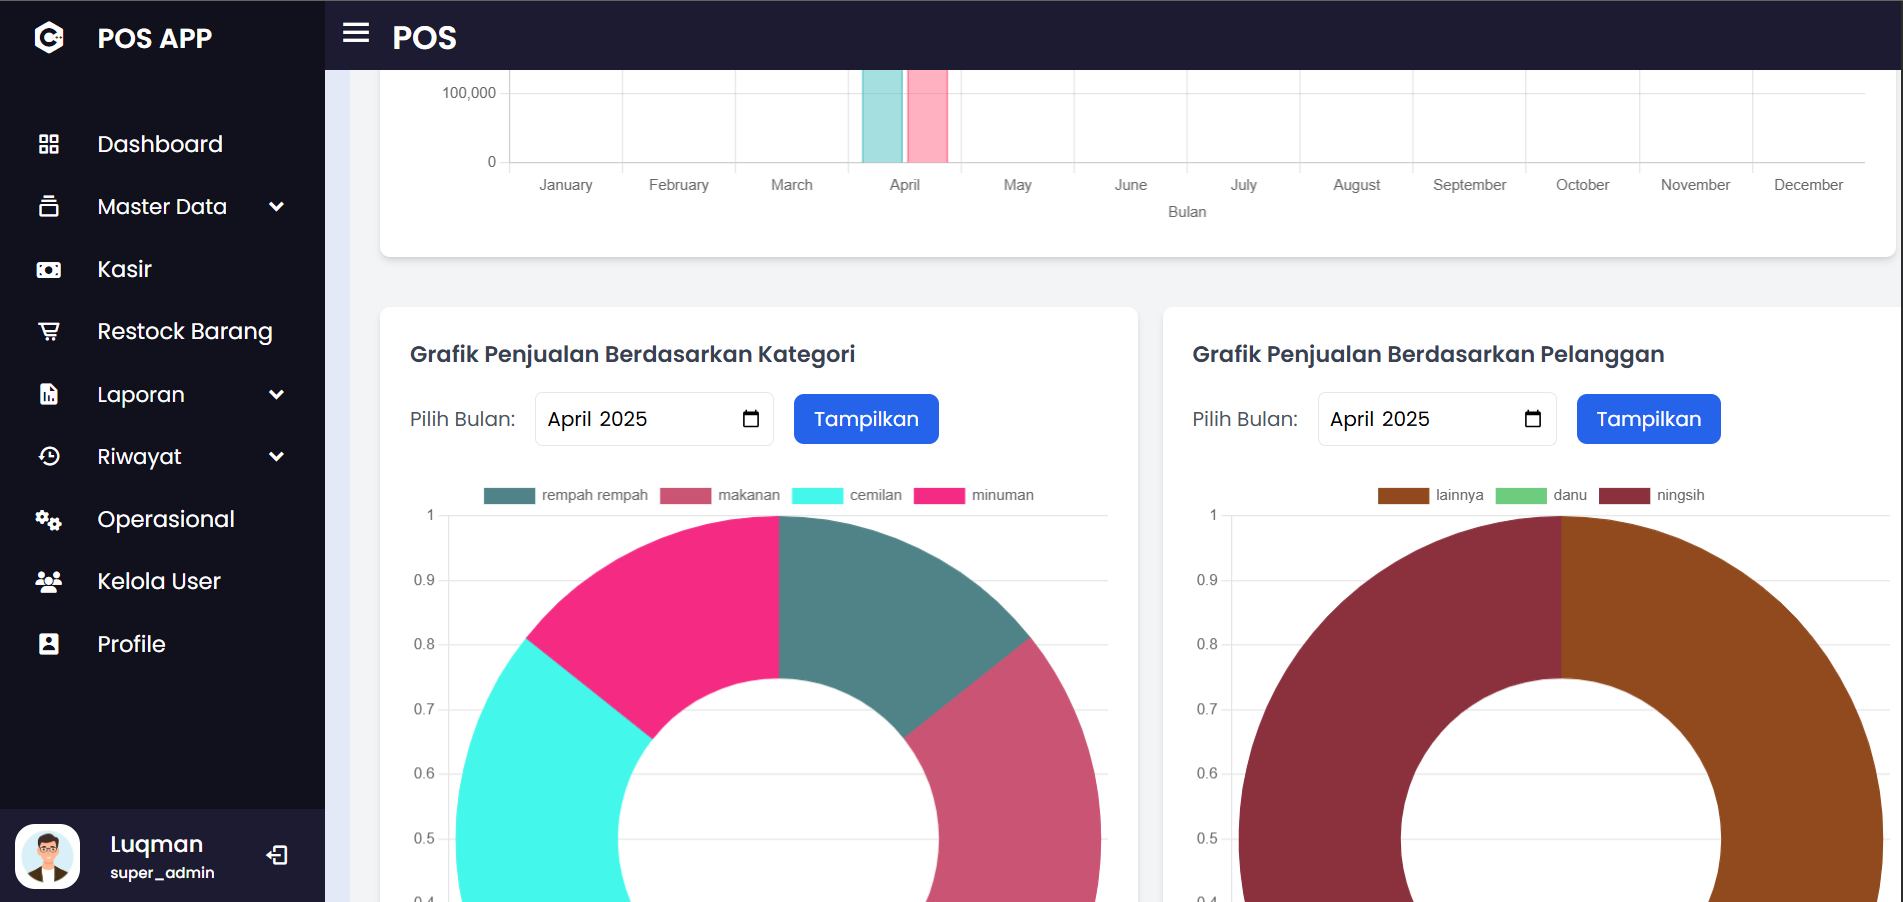 POS APP
POS
Dashboard
Master Data
Kasir
Restock Barang
Laporan
Riwayat
Operasional
Kelola User
Profile
Luqman
super_admin
100,000
0
January February March April May June July August September October November December
Bulan
Grafik Penjualan Berdasarkan Kategori
Pilih Bulan: April 2025 Tampilkan
rempah rempah makanan cemilan minuman
1
0.9
0.8
0.7
0.6
0.5
0.4
Grafik Penjualan Berdasarkan Pelanggan
Pilih Bulan: April 2025 Tampilkan
lainnya danu ningsih
1
0.9
0.8
0.7
0.6
0.5
0.4